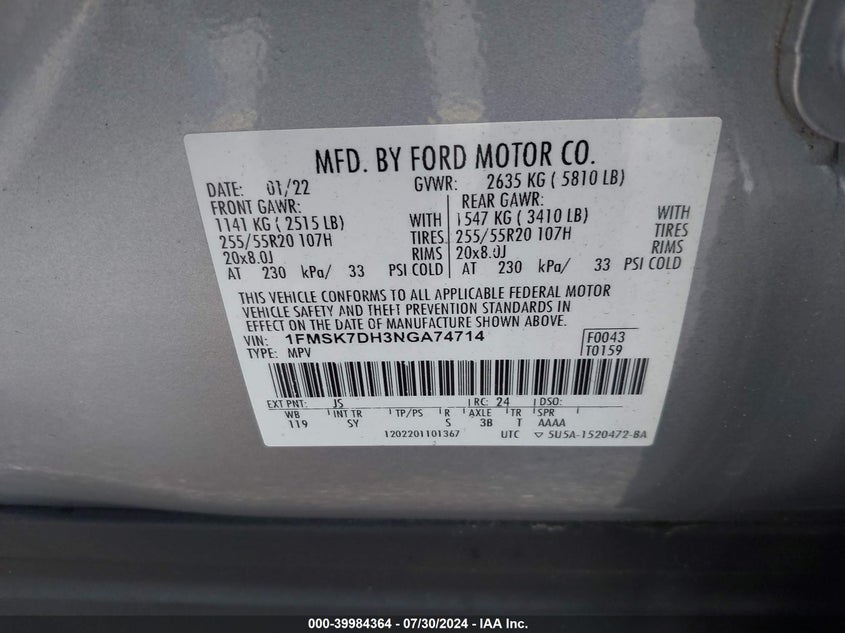 MFD. BY FORD MOTOR CO.
DATE: 01/22 GVWR: 2635 KG ( 5810 LB)
FRONT GAWR: REAR GAWR:
1141 KG ( 2515 LB) WITH 1547 KG ( 3410 LB) WITH
255/55R20 107H TIRES 255/55R20 107H TIRES
20x8.0J RIMS 20x8.0J RIMS
AT 230 kPa/ 33 PSI COLD AT 230 kPa/ 33 PSI COLD
THIS VEHICLE CONFORMS TO ALL APPLICABLE FEDERAL MOTOR
VEHICLE SAFETY AND THEFT PREVENTION STANDARDS IN
EFFECT ON THE DATE OF MANUFACTURE SHOWN ABOVE.
VIN: 1FMSK7DH3NGA74714 F0043
TYPE: MPV T0159
EXT PNT: JS RC: 24 DSO:
WB INT TR TP/PS R AXLE TR SPR
119 SY S 3B T AAAA
1202201101367 UTC ▽ 5U5A-1520472-BA
000-39984364 / 07/30/2024 - IAA Inc.